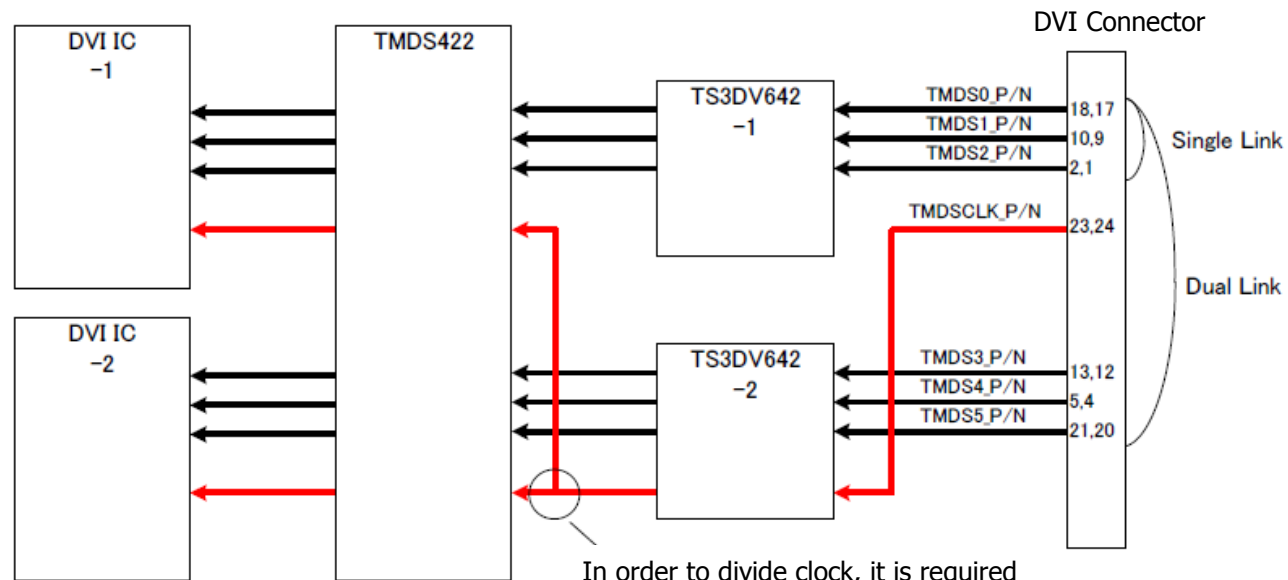 DVI Connector
DVI IC
-1
TMDS422
TS3DV642
-1
TMDS0_P/N
18,17
TMDS1_P/N
10,9
TMDS2_P/N
2,1
Single Link
TMDSCLK_P/N
23,24
Dual Link
DVI IC
-2
TS3DV642
-2
TMDS3_P/N
13,12
TMDS4_P/N
5,4
TMDS5_P/N
21,20
In order to divide clock, it is required